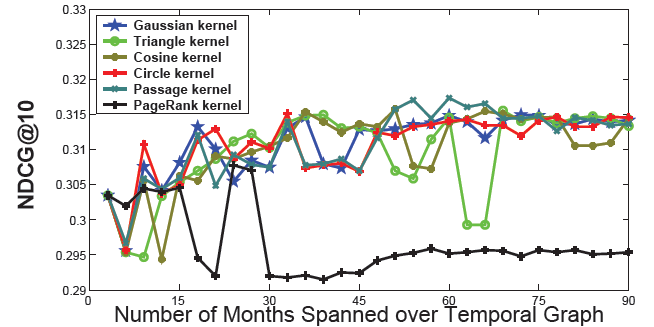 0.33
0.325
0.32
0.315
0.31
0.305
0.3
0.295
0.29
NDCG@10
Gaussian kernel
Triangle kernel
Cosine kernel
Circle kernel
Passage kernel
PageRank kernel
0 15 30 45 60 75 90
Number of Months Spanned over Temporal Graph